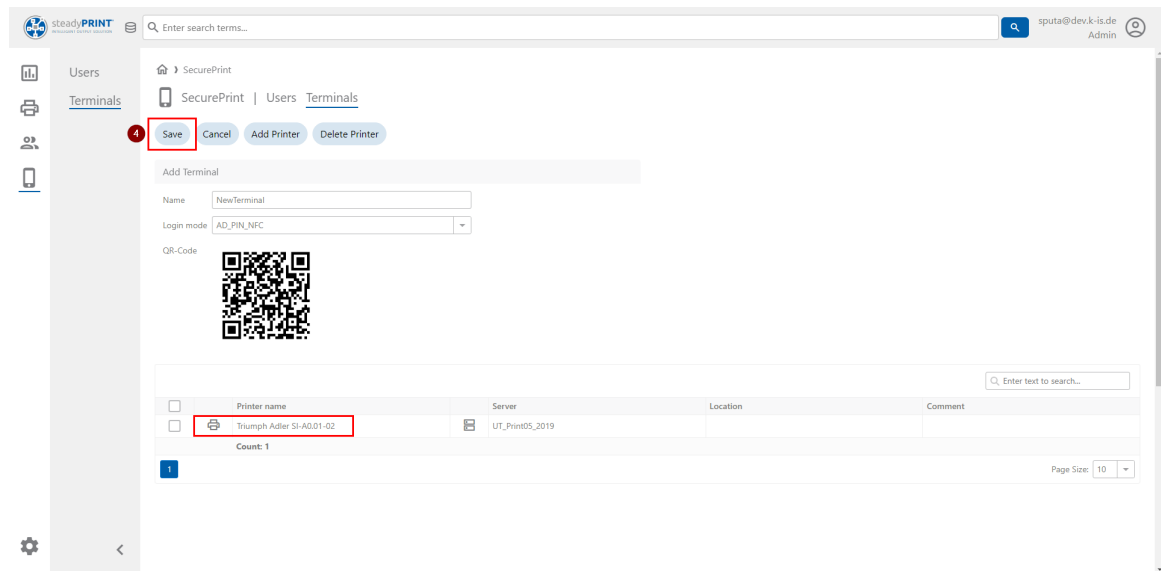 steadyPRINT
Enter search terms...
sputa@dev.k-is.de
Admin
Users
Terminals
SecurePrint
SecurePrint | Users Terminals
4
Save Cancel Add Printer Delete Printer
Add Terminal
Name NewTerminal
Login mode AD_PIN_NFC
QR-Code
Enter text to search...
Printer name Server Location Comment
Triumph Adler SI-A0.01-02 UT_Print05_2019
Count: 1
1
Page Size: 10